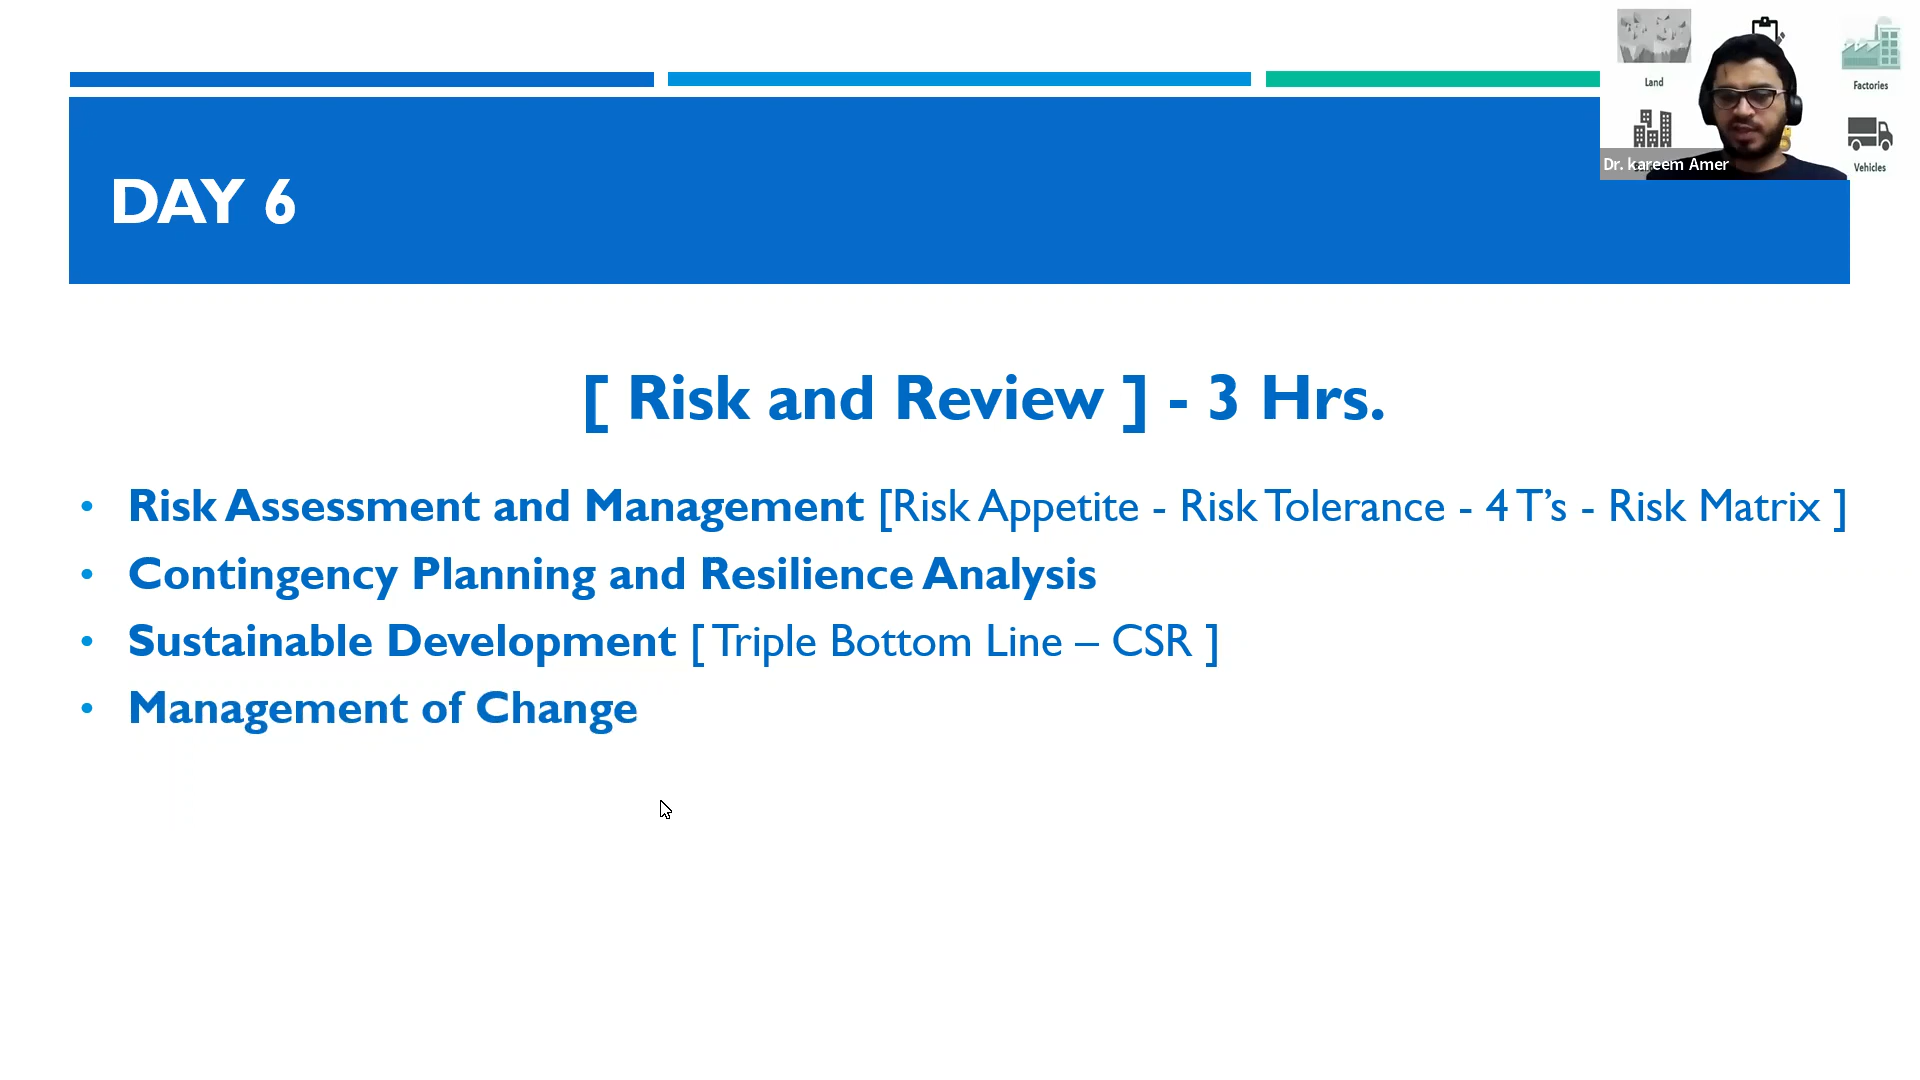 Land
Factories
Dr. kareem Amer
Vehicles
DAY 6
[ Risk and Review ] - 3 Hrs.
• Risk Assessment and Management [Risk Appetite - Risk Tolerance - 4 T's - Risk Matrix ]
• Contingency Planning and Resilience Analysis
• Sustainable Development [ Triple Bottom Line – CSR ]
• Management of Change